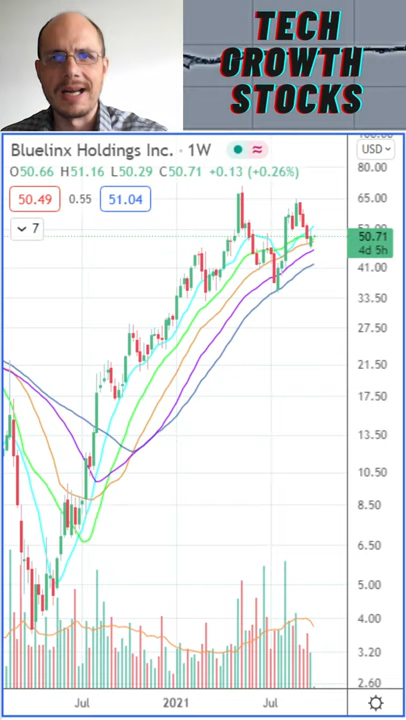 TECH
GROWTH
STOCKS
Bluelinx Holdings Inc. · 1W
USD
O50.66 H51.16 L50.29 C50.71 +0.13 (+0.26%)
50.49 0.55 51.04
7
80.00
65.00
50.71
4d 5h
41.00
33.50
27.50
21.50
17.50
13.50
10.50
8.50
6.50
5.00
4.00
3.20
2.60
Jul 2021 Jul